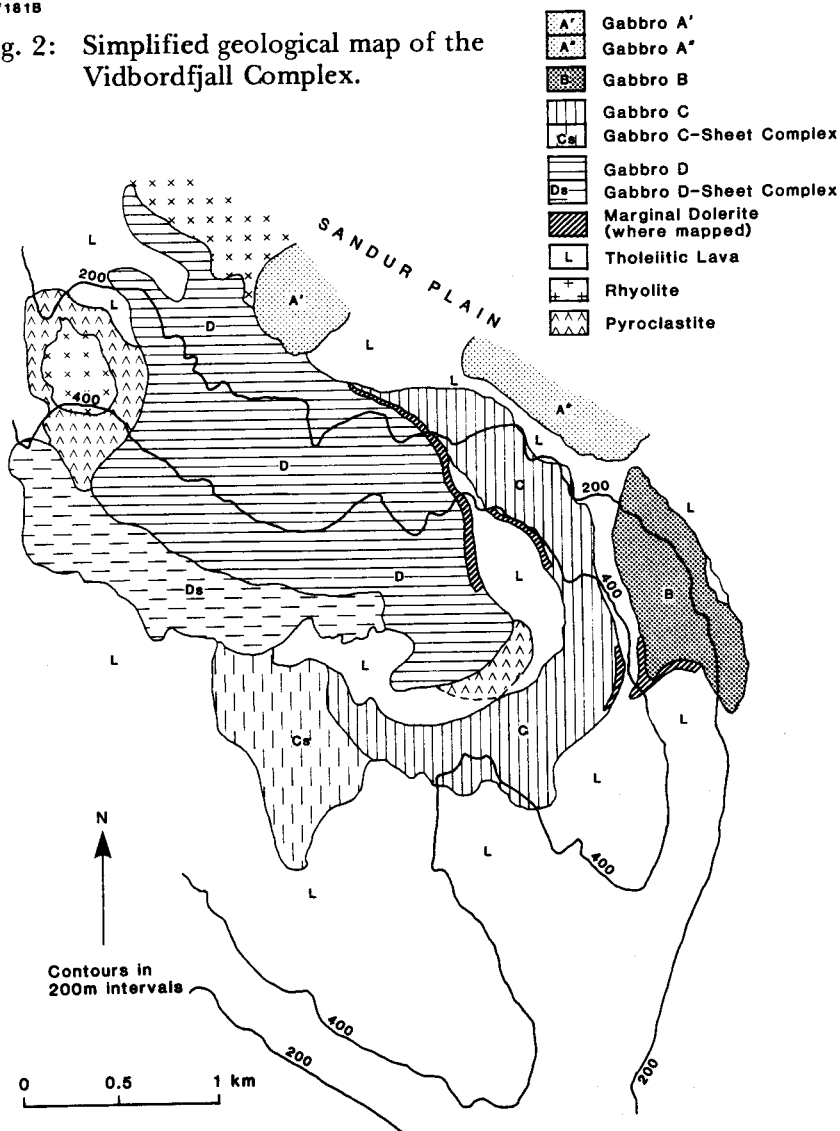 7181B
g. 2: Simplified geological map of the
Vidbordfjall Complex.
A' Gabbro A'
A" Gabbro A"
B Gabbro B
Gabbro C
Cs Gabbro C-Sheet Complex
Gabbro D
Ds Gabbro D-Sheet Complex
Marginal Dolerite
(where mapped)
L Tholeiitic Lava
Rhyolite
Pyroclastite
SANDUR PLAIN
L
200
L
D
A'
L
L
A"
400
L
D
C
200
L
L
400
Ds
D
B
L
L
Cs
C
L
L
N
L
400
L
Contours in
200m intervals
400
200
200
0 0.5 1 km